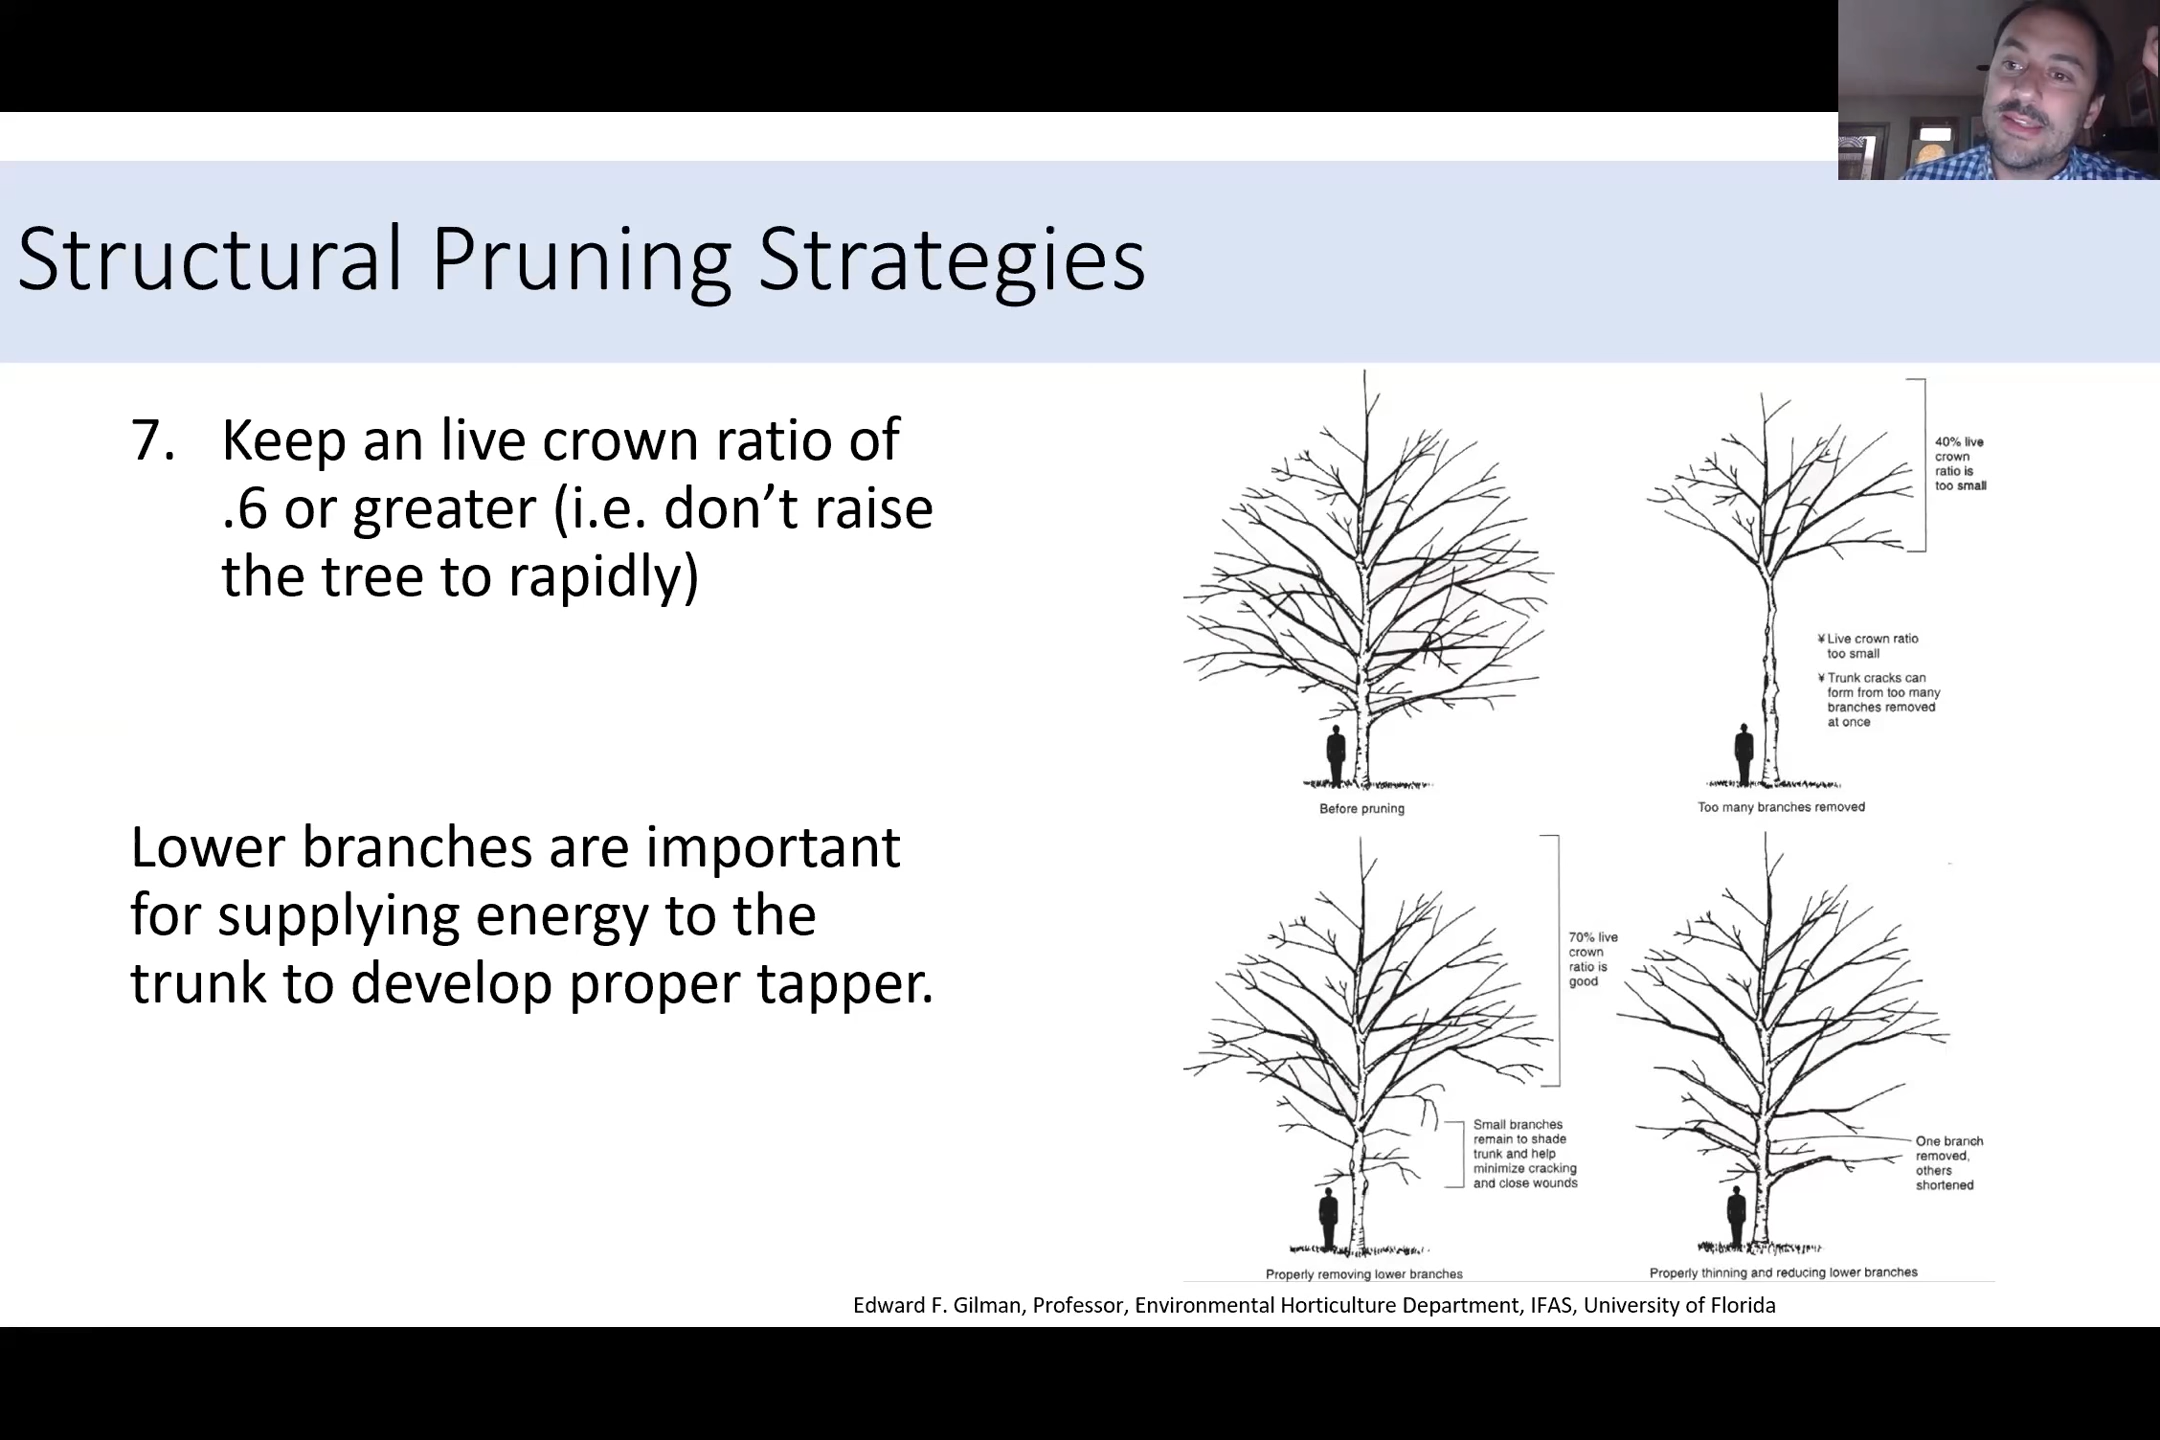 Structural Pruning Strategies
7. Keep an live crown ratio of
.6 or greater (i.e. don’t raise
the tree to rapidly)
Lower branches are important
for supplying energy to the
trunk to develop proper tapper.
40% live
crown
ratio is
too small
¥ Live crown ratio
too small
¥ Trunk cracks can
form from too many
branches removed
at once
Before pruning
Too many branches removed
70% live
crown
ratio is
good
Small branches
remain to shade
trunk and help
minimize cracking
and close wounds
One branch
removed,
others
shortened
Properly removing lower branches
Properly thinning and reducing lower branches
Edward F. Gilman, Professor, Environmental Horticulture Department, IFAS, University of Florida